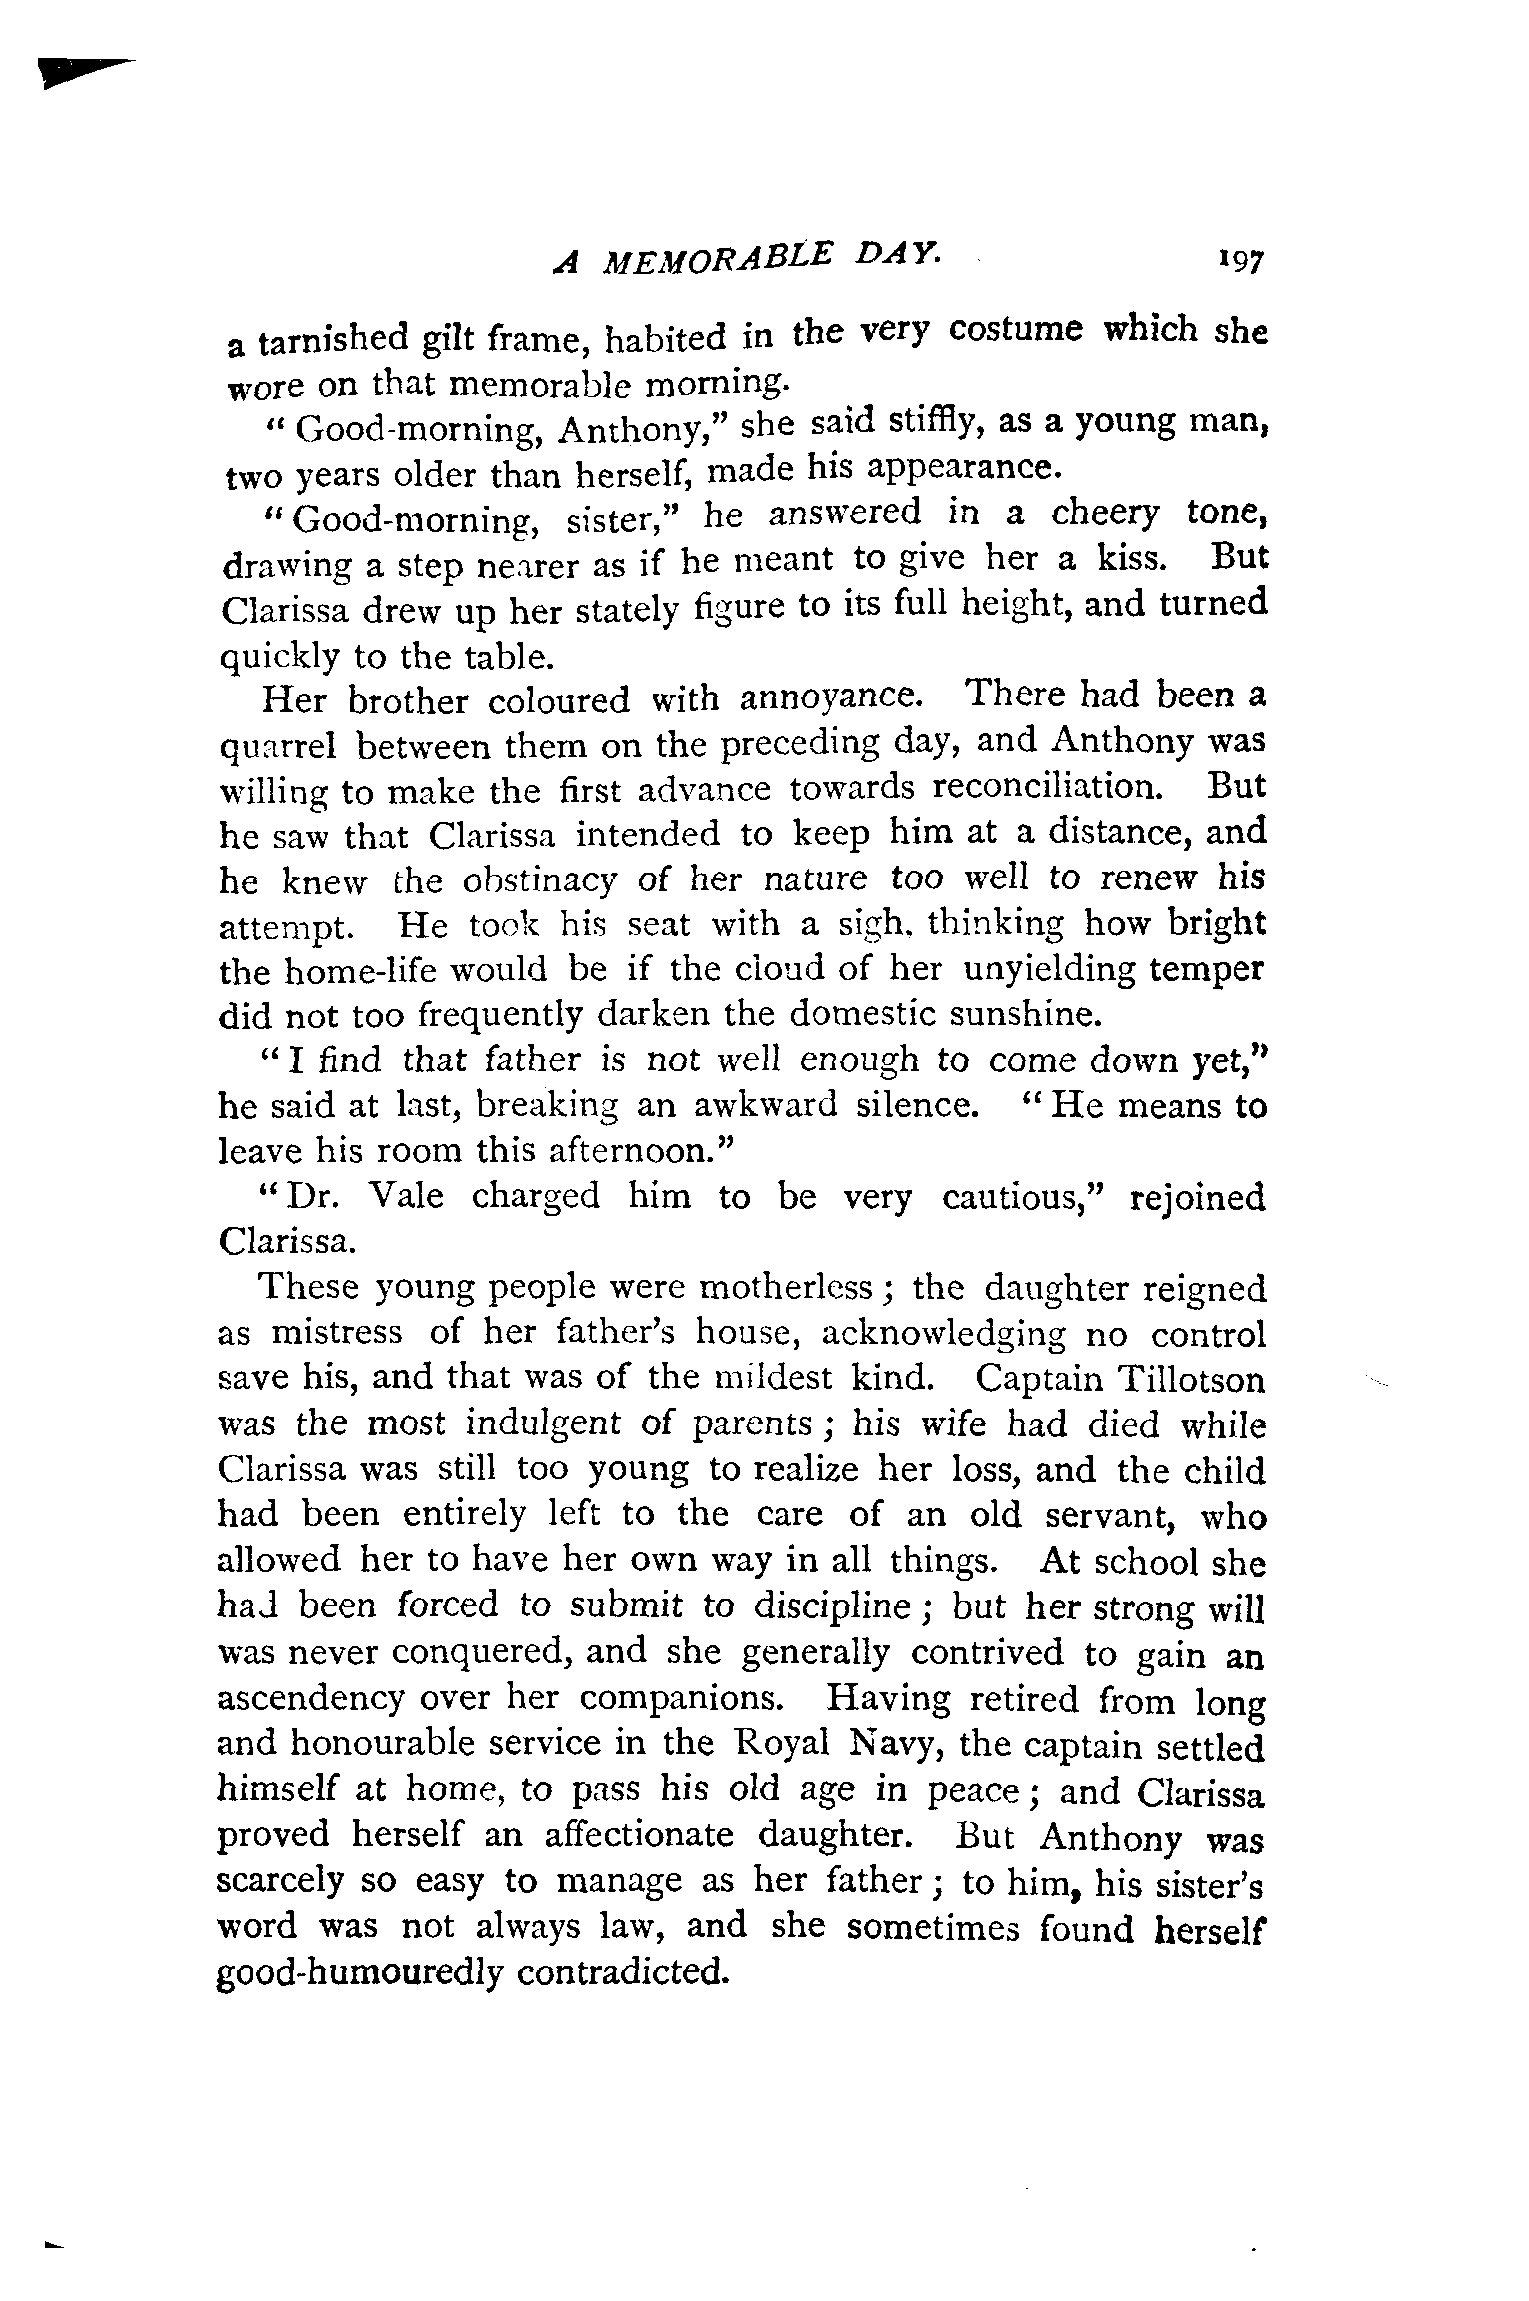 A MEMORABLE DAY. 197
a tarnished gilt frame, habited in the very costume which she
wore on that memorable morning.
" Good-morning, Anthony," she said stiffly, as a young man,
two years older than herself, made his appearance.
" Good-morning, sister," he answered in a cheery tone,
drawing a step nearer as if he meant to give her a kiss. But
Clarissa drew up her stately figure to its full height, and turned
quickly to the table.
Her brother coloured with annoyance. There had been a
quarrel between them on the preceding day, and Anthony was
willing to make the first advance towards reconciliation. But
he saw that Clarissa intended to keep him at a distance, and
he knew the obstinacy of her nature too well to renew his
attempt. He took his seat with a sigh, thinking how bright
the home-life would be if the cloud of her unyielding temper
did not too frequently darken the domestic sunshine.
" I find that father is not well enough to come down yet,"
he said at last, breaking an awkward silence. " He means to
leave his room this afternoon."
" Dr. Vale charged him to be very cautious," rejoined
Clarissa.
These young people were motherless ; the daughter reigned
as mistress of her father's house, acknowledging no control
save his, and that was of the mildest kind. Captain Tillotson
was the most indulgent of parents ; his wife had died while
Clarissa was still too young to realize her loss, and the child
had been entirely left to the care of an old servant, who
allowed her to have her own way in all things. At school she
had been forced to submit to discipline ; but her strong will
was never conquered, and she generally contrived to gain an
ascendency over her companions. Having retired from long
and honourable service in the Royal Navy, the captain settled
himself at home, to pass his old age in peace ; and Clarissa
proved herself an affectionate daughter. But Anthony was
scarcely so easy to manage as her father ; to him, his sister's
word was not always law, and she sometimes found herself
good-humouredly contradicted.